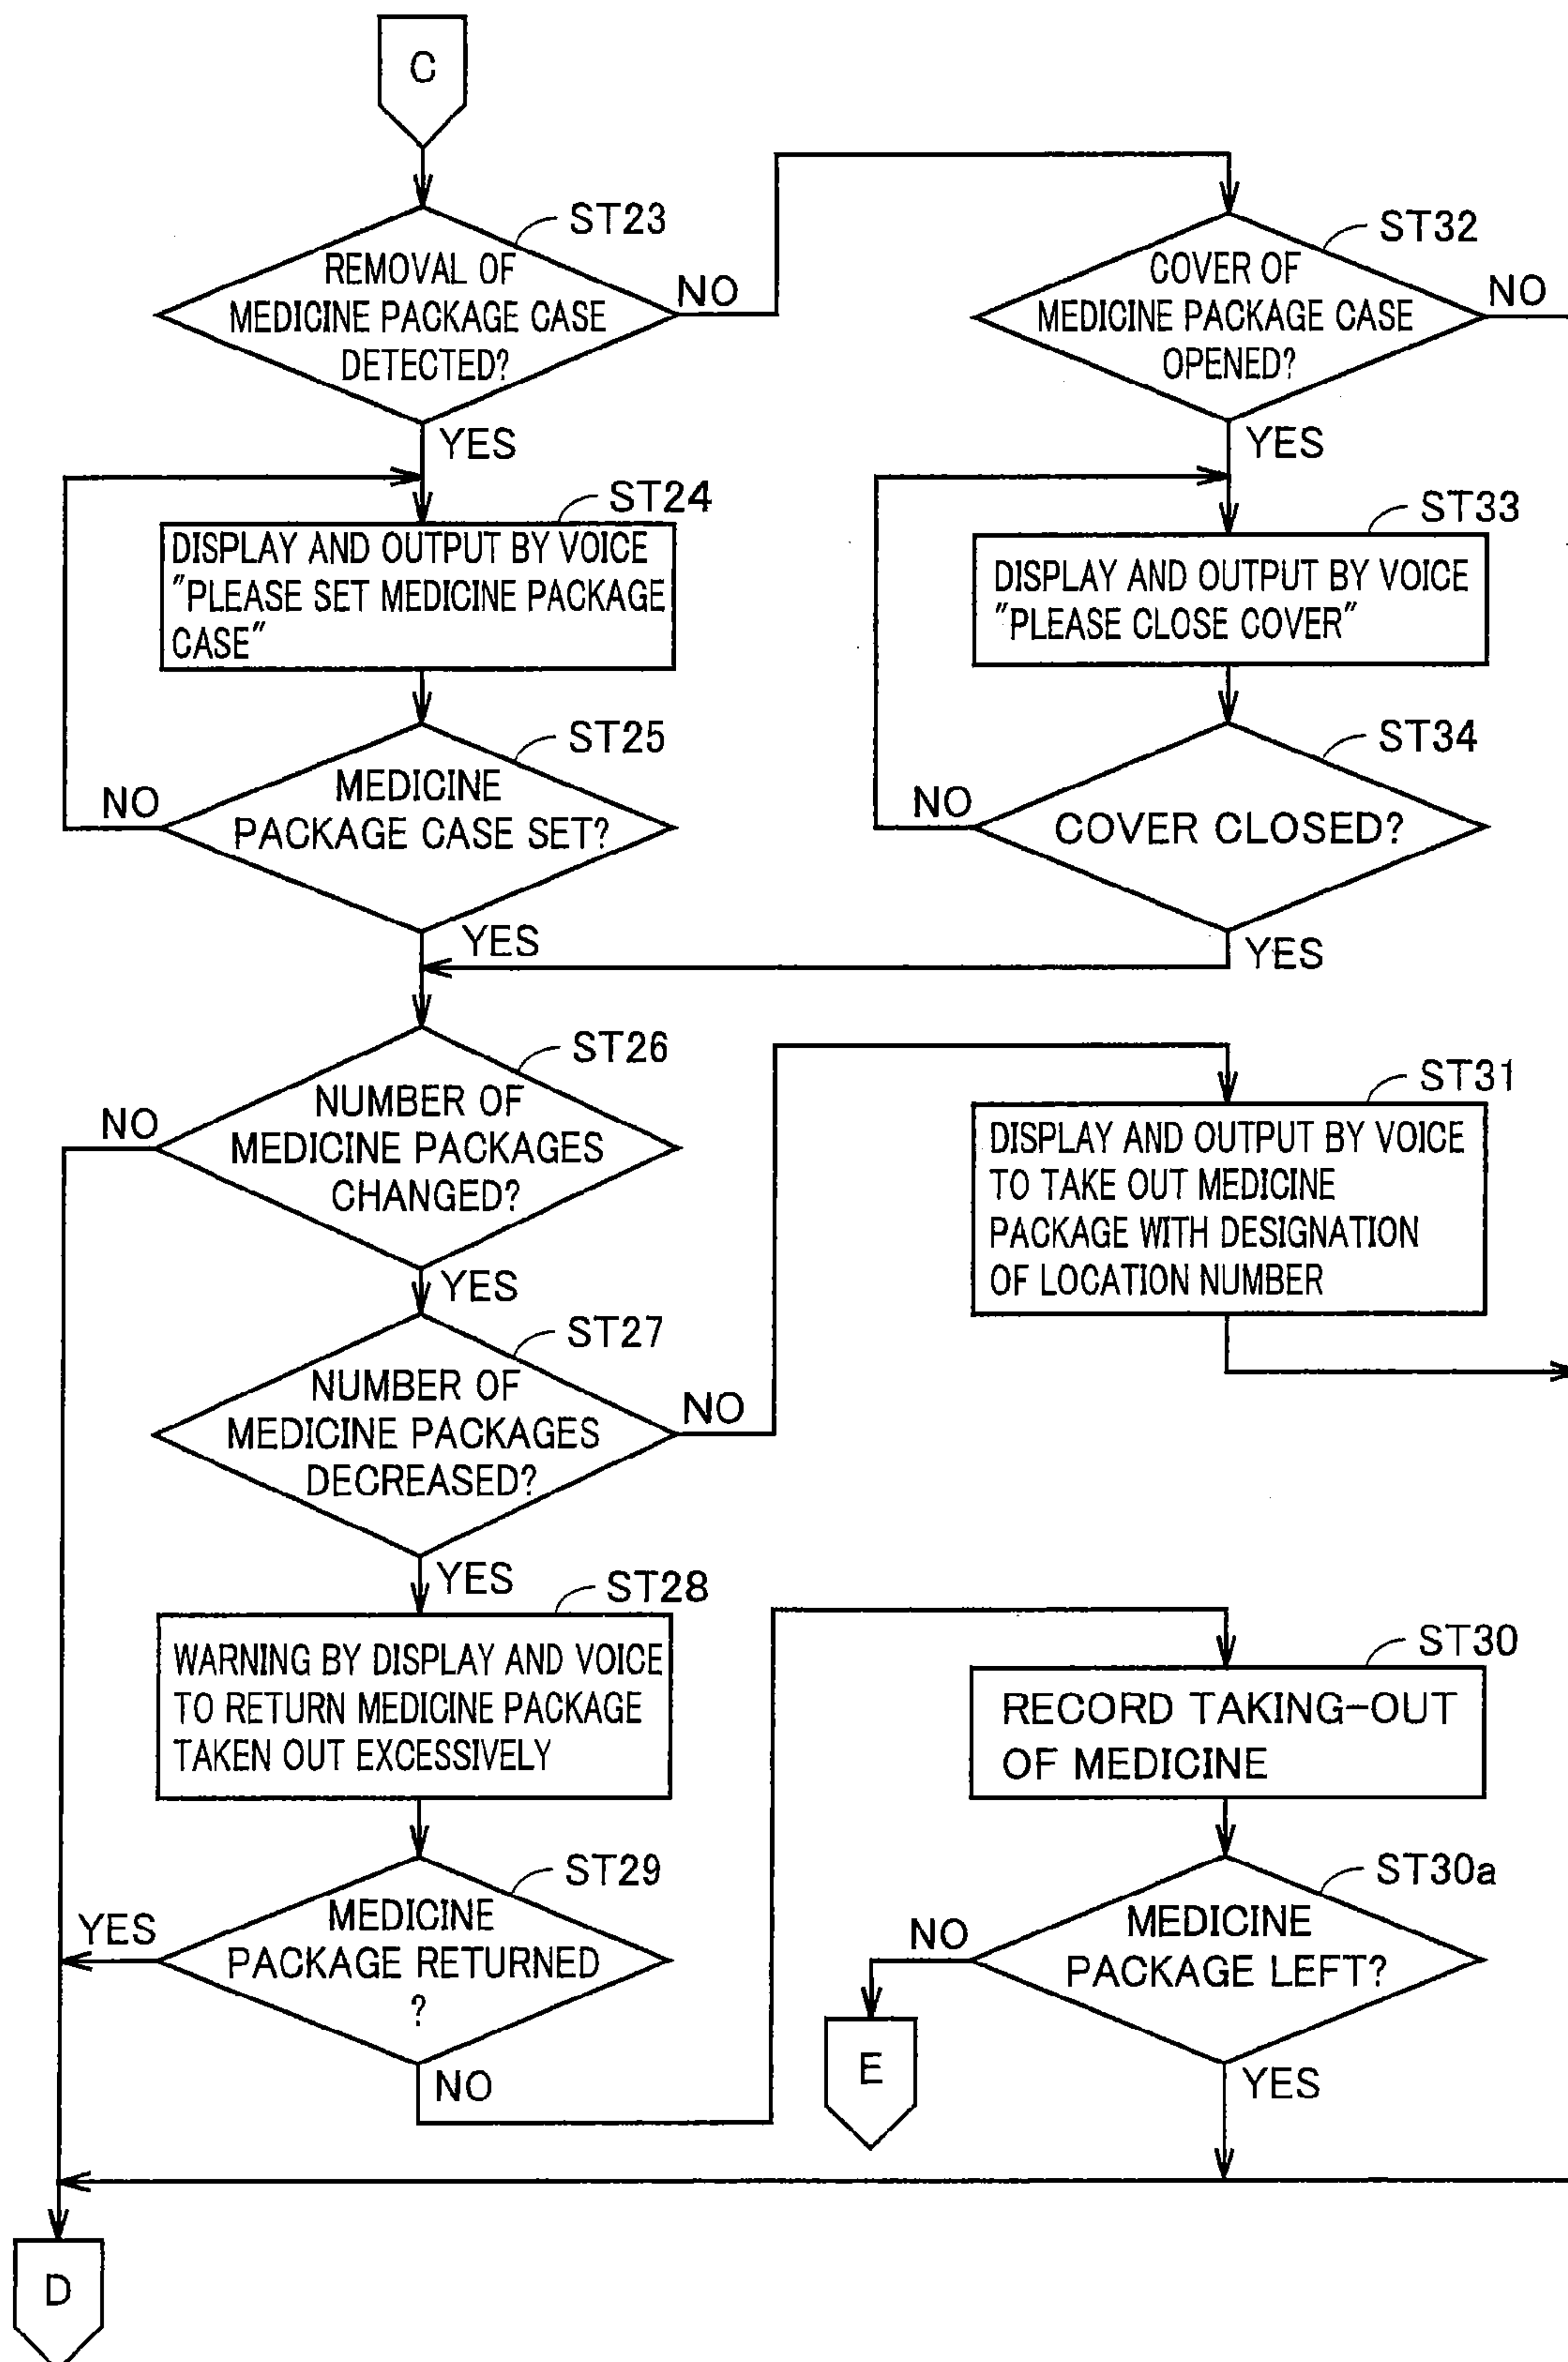 C
ST23
REMOVAL OF
MEDICINE PACKAGE CASE
DETECTED?
NO
YES
ST32
COVER OF
MEDICINE PACKAGE CASE
OPENED?
NO
YES
ST24
DISPLAY AND OUTPUT BY VOICE
"PLEASE SET MEDICINE PACKAGE
CASE"
ST33
DISPLAY AND OUTPUT BY VOICE
"PLEASE CLOSE COVER"
ST25
MEDICINE
PACKAGE CASE SET?
NO
YES
ST34
COVER CLOSED?
NO
YES
ST26
NUMBER OF
MEDICINE PACKAGES
CHANGED?
NO
YES
ST31
DISPLAY AND OUTPUT BY VOICE
TO TAKE OUT MEDICINE
PACKAGE WITH DESIGNATION
OF LOCATION NUMBER
ST27
NUMBER OF
MEDICINE PACKAGES
DECREASED?
NO
YES
ST28
WARNING BY DISPLAY AND VOICE
TO RETURN MEDICINE PACKAGE
TAKEN OUT EXCESSIVELY
ST30
RECORD TAKING-OUT
OF MEDICINE
ST29
MEDICINE
PACKAGE RETURNED
?
YES
NO
ST30a
MEDICINE
PACKAGE LEFT?
NO
YES
E
D